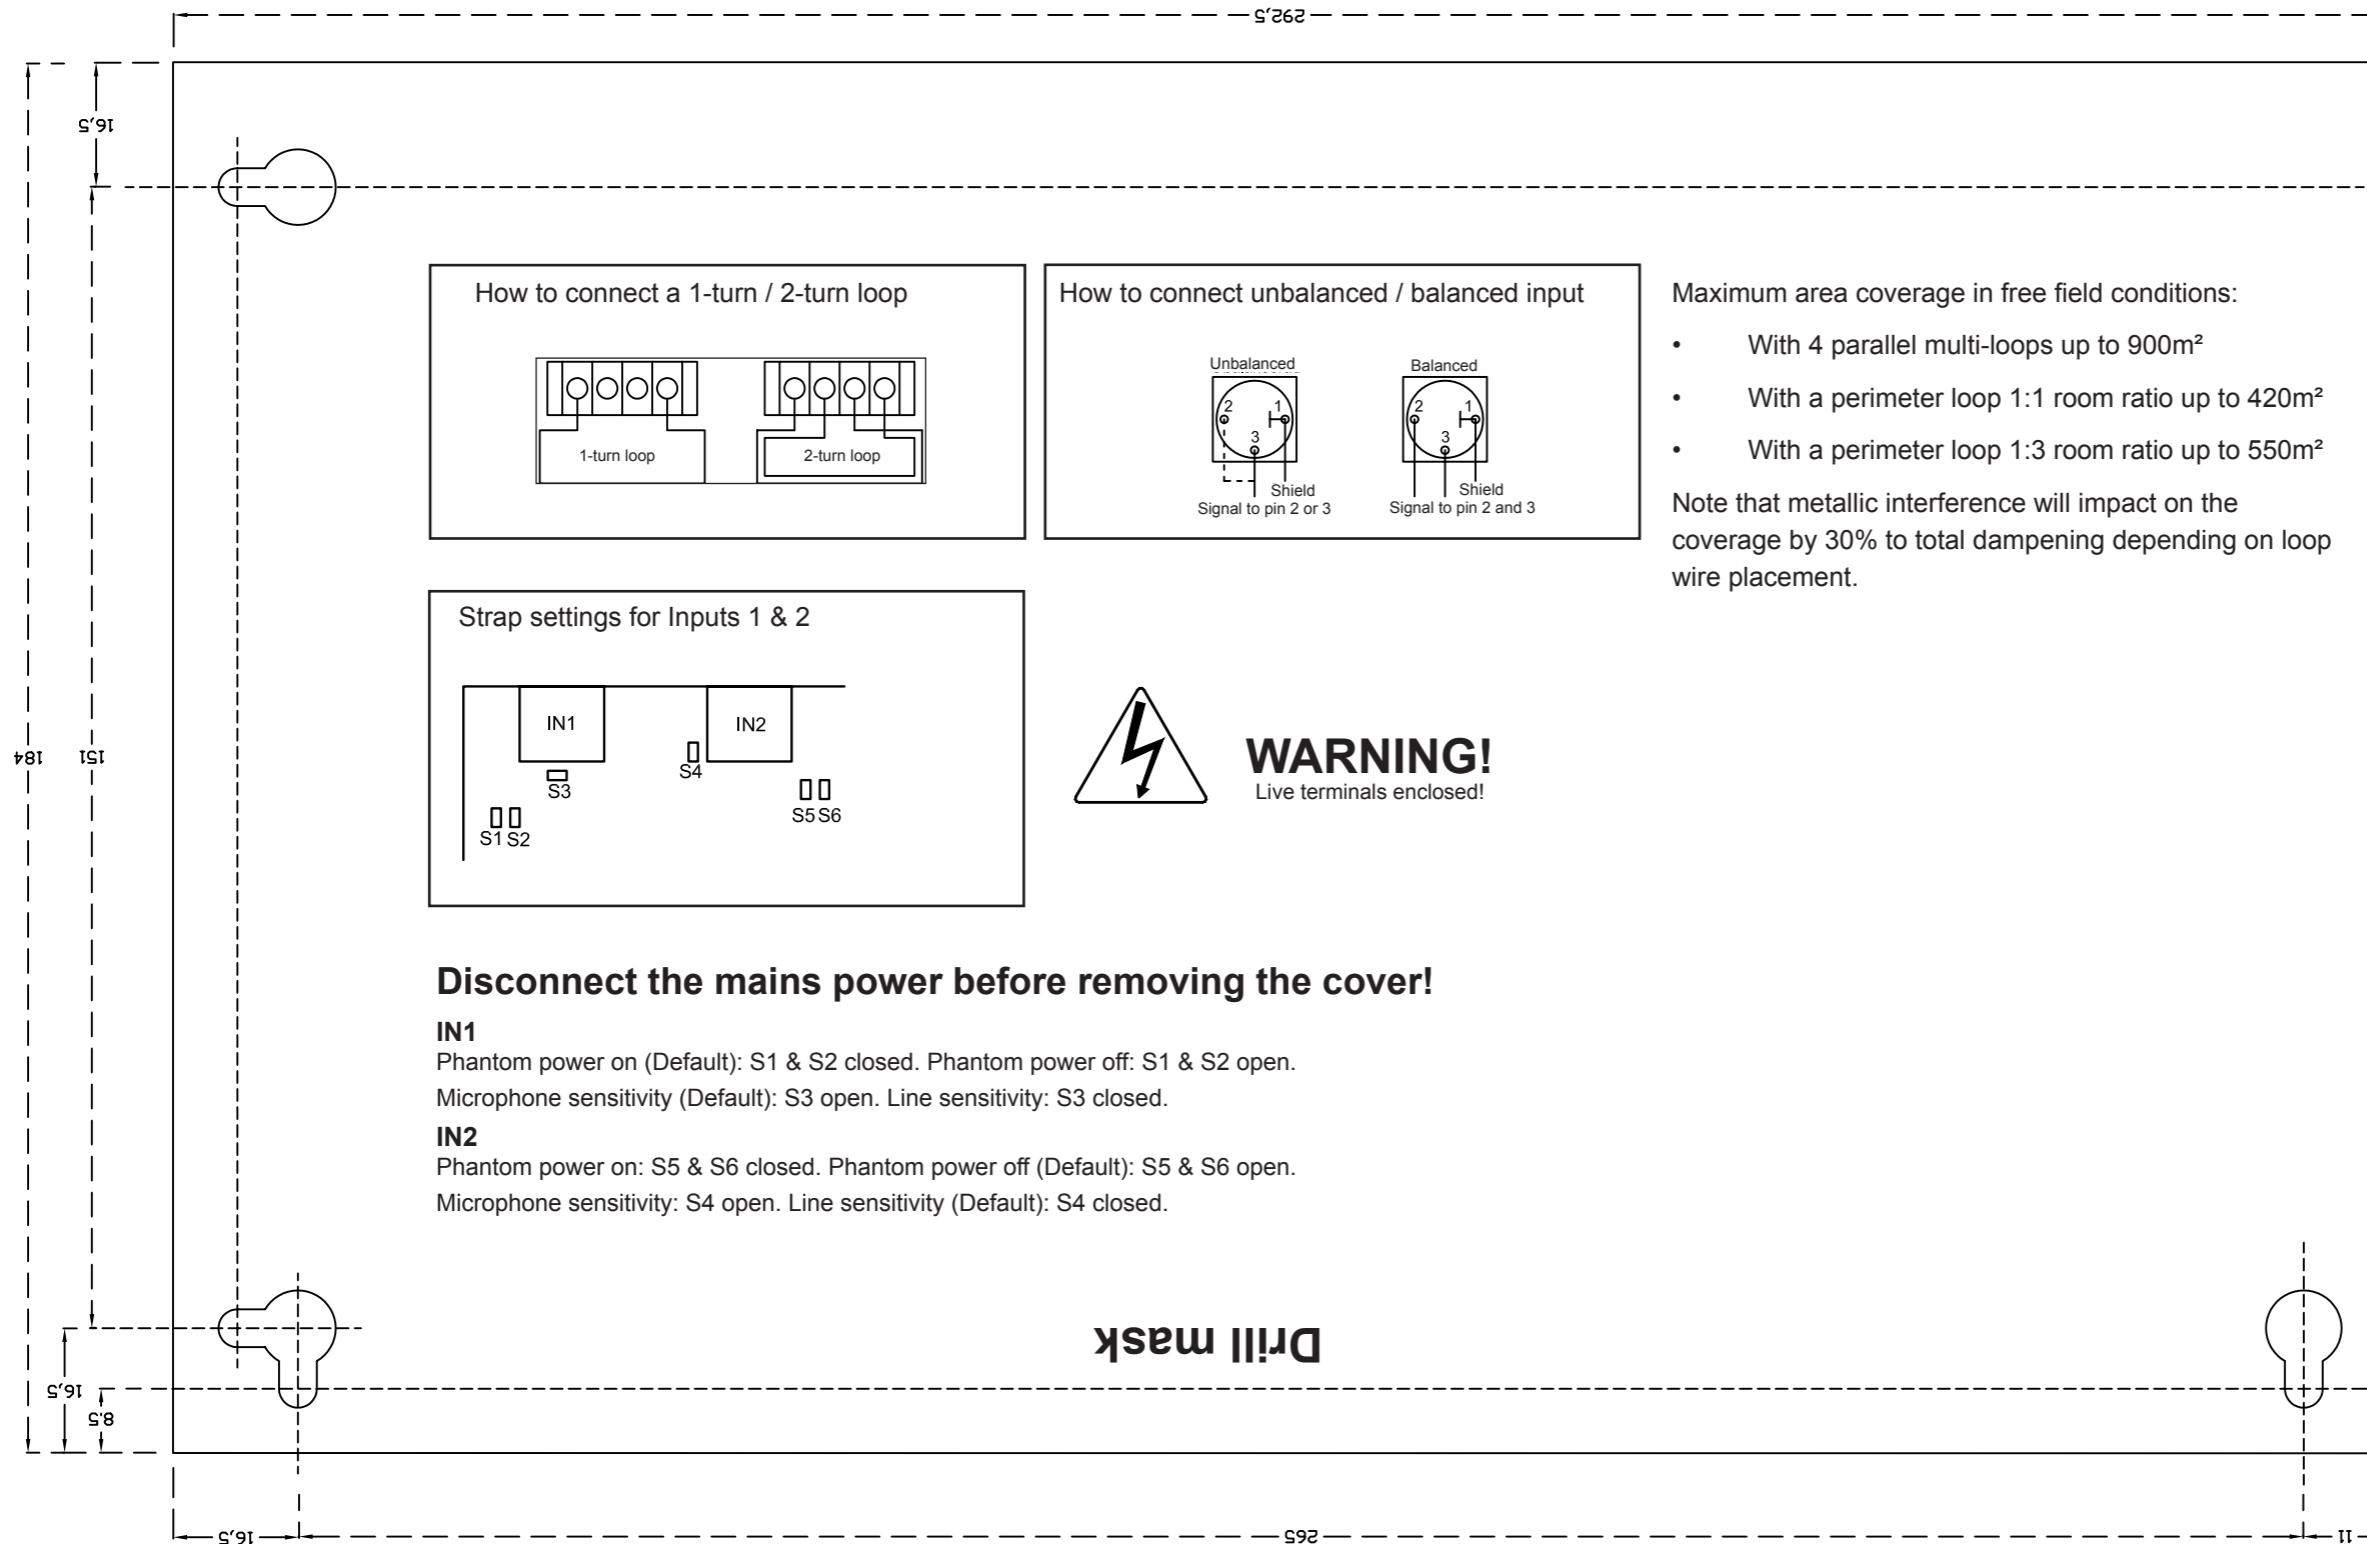 292,5
16,5
How to connect a 1-turn / 2-turn loop
1-turn loop
2-turn loop
How to connect unbalanced / balanced input
Unbalanced
2
1
3
Shield
Signal to pin 2 or 3
Balanced
2
1
3
Shield
Signal to pin 2 and 3
Maximum area coverage in free field conditions:
• With 4 parallel multi-loops up to 900m²
• With a perimeter loop 1:1 room ratio up to 420m²
• With a perimeter loop 1:3 room ratio up to 550m²
Note that metallic interference will impact on the
coverage by 30% to total dampening depending on loop
wire placement.
Strap settings for Inputs 1 & 2
IN1
IN2
S4
S3
S5 S6
S1 S2
184
151
WARNING!
Live terminals enclosed!
Disconnect the mains power before removing the cover!
IN1
Phantom power on (Default): S1 & S2 closed. Phantom power off: S1 & S2 open.
Microphone sensitivity (Default): S3 open. Line sensitivity: S3 closed.
IN2
Phantom power on: S5 & S6 closed. Phantom power off (Default): S5 & S6 open.
Microphone sensitivity: S4 open. Line sensitivity (Default): S4 closed.
Drill mask
16,5
8.5
16,5
265
11